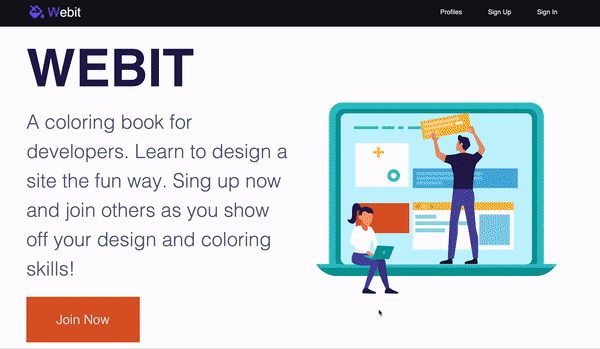 Webit
Profiles
Sign Up
Sign In
WEBIT
A coloring book for
developers. Learn to design a
site the fun way. Sing up now
and join others as you show
off your design and coloring
skills!
Join Now